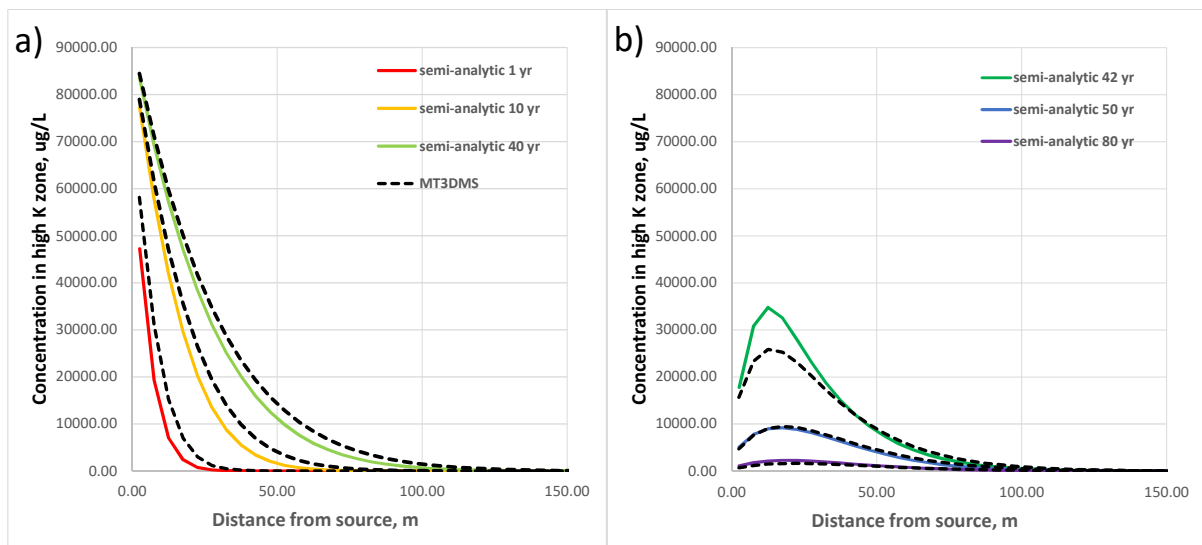 a)
Concentration in high K zone, ug/L
90000.00
80000.00
70000.00
60000.00
50000.00
40000.00
30000.00
20000.00
10000.00
0.00
semi-analytic 1 yr
semi-analytic 10 yr
semi-analytic 40 yr
MT3DMS
0.00 50.00 100.00 150.00
Distance from source, m
b)
Concentration in high K zone, ug/L
90000.00
80000.00
70000.00
60000.00
50000.00
40000.00
30000.00
20000.00
10000.00
0.00
semi-analytic 42 yr
semi-analytic 50 yr
semi-analytic 80 yr
0.00 50.00 100.00 150.00
Distance from source, m